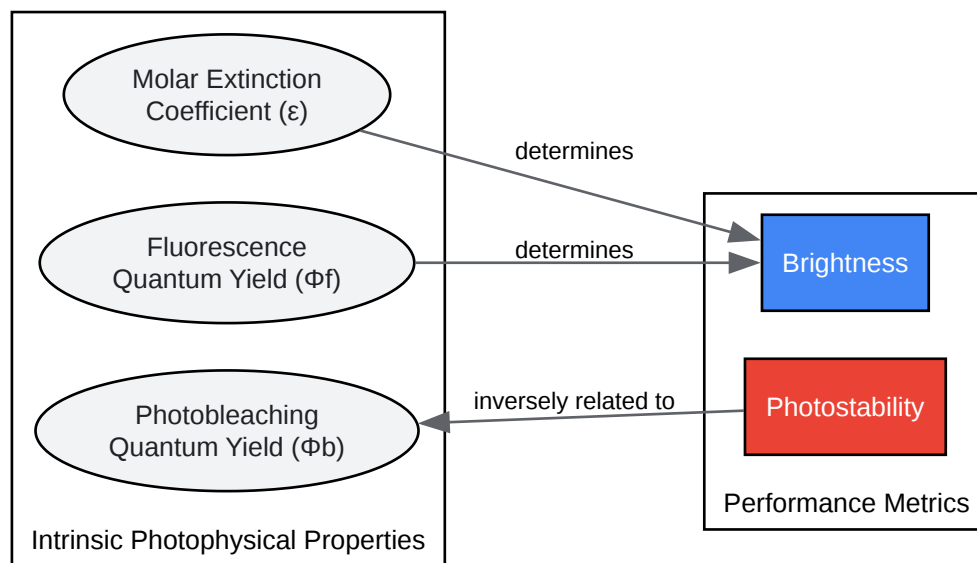 Molar Extinction
Coefficient (ε)
determines
Fluorescence
Quantum Yield (Φf)
determines
Brightness
Photobleaching
Quantum Yield (Φb)
inversely related to
Photostability
Intrinsic Photophysical Properties
Performance Metrics